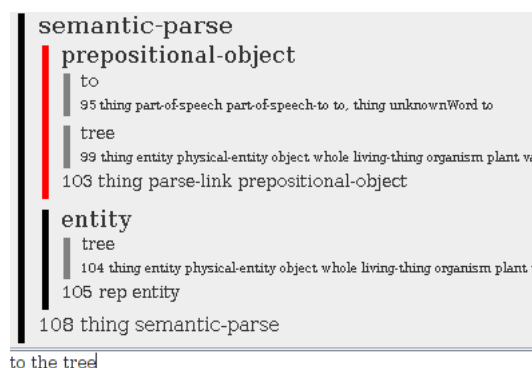 semantic-parse
prepositional-object
to
95 thing part-of-speech part-of-speech-to to, thing unknownWord to
tree
99 thing entity physical-entity object whole living-thing organism plant va
103 thing parse-link prepositional-object
entity
tree
104 thing entity physical-entity object whole living-thing organism plant
105 rep entity
108 thing semantic-parse
to the tree